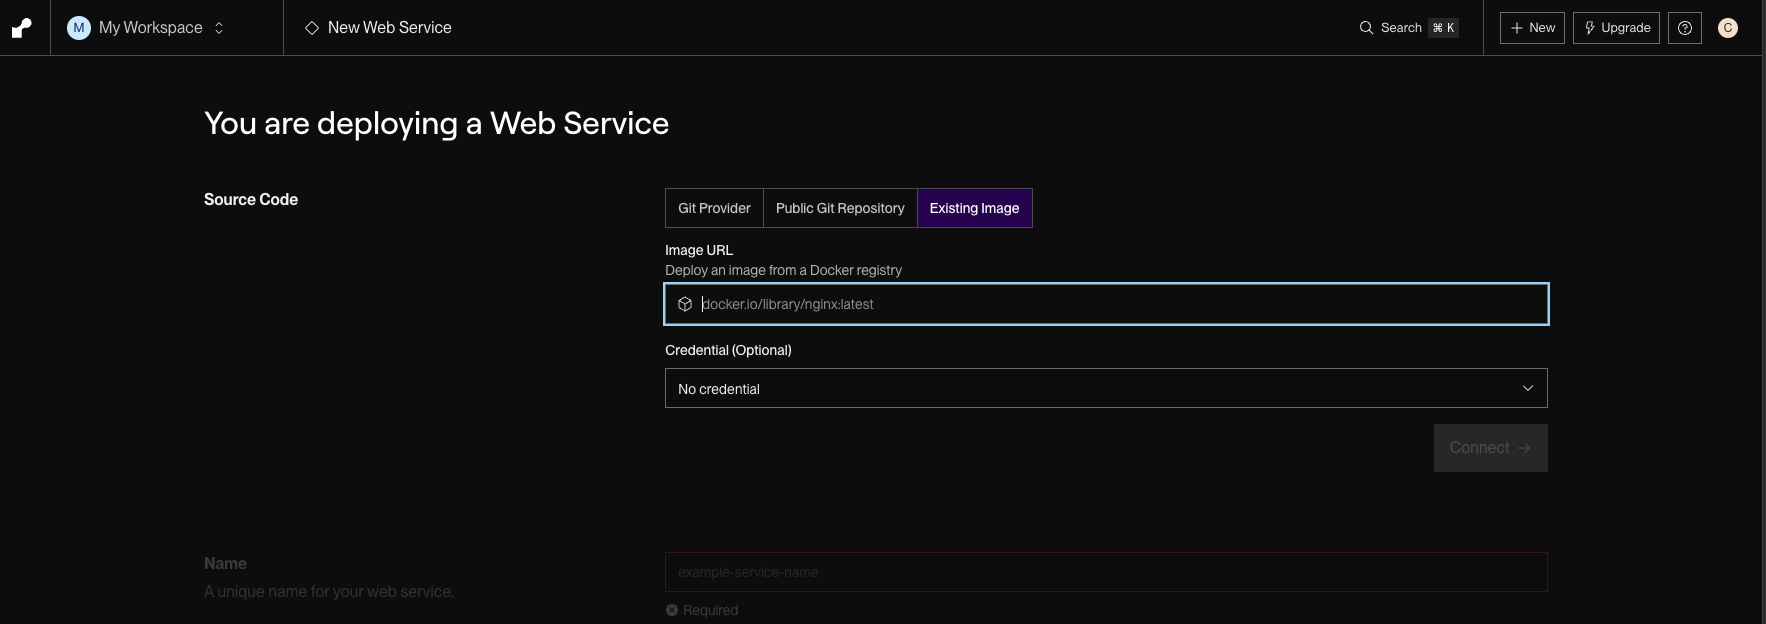 M My Workspace
New Web Service
Search ⌘ K
+ New
Upgrade
C
You are deploying a Web Service
Source Code
Git Provider
Public Git Repository
Existing Image
Image URL
Deploy an image from a Docker registry
docker.io/library/nginx:latest
Credential (Optional)
No credential
Connect →
Name
A unique name for your web service.
example-service-name
Required